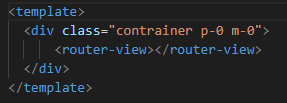 <template>
<div class="contrainer p-0 m-0">
<router-view></router-view>
</div>
</template>